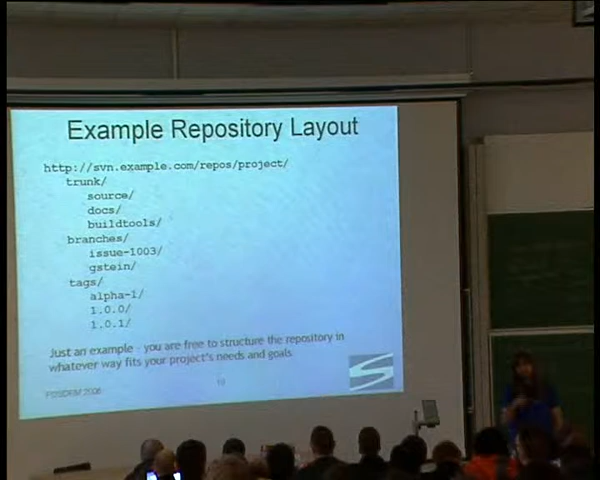 Example Repository Layout
http://svn.example.com/repos/project/
trunk/
source/
docs/
buildtools/
branches/
issue-1003/
gstein/
tags/
alpha-1/
1.0.0/
1.0.1/
Just an example - you are free to structure the repository in
whatever way fits your project's needs and goals